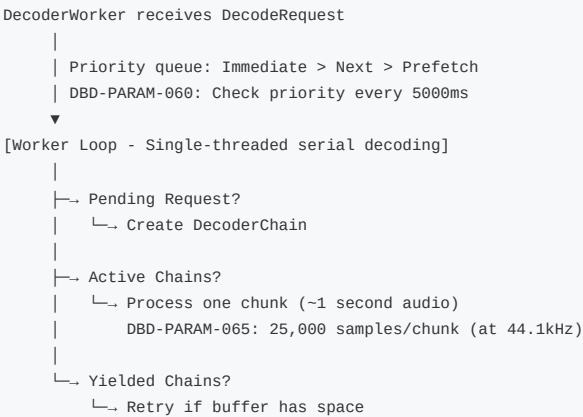 DecoderWorker receives DecodeRequest
│
│ Priority queue: Immediate > Next > Prefetch
│ DBD-PARAM-060: Check priority every 5000ms
▼
[Worker Loop - Single-threaded serial decoding]
│
├─→ Pending Request?
│   └─→ Create DecoderChain
│
├─→ Active Chains?
│   └─→ Process one chunk (~1 second audio)
│       DBD-PARAM-065: 25,000 samples/chunk (at 44.1kHz)
│
└─→ Yielded Chains?
    └─→ Retry if buffer has space